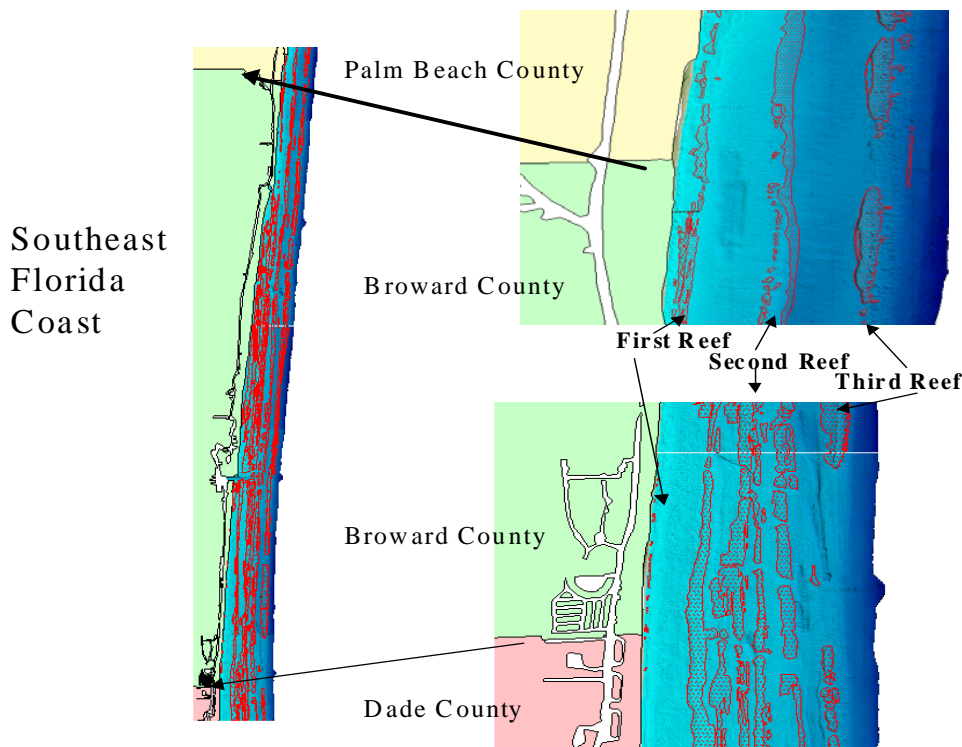 Southeast
Florida
Coast
Palm Beach County
Broward County
First Reef
Second Reef
Third Reef
Broward County
Dade County